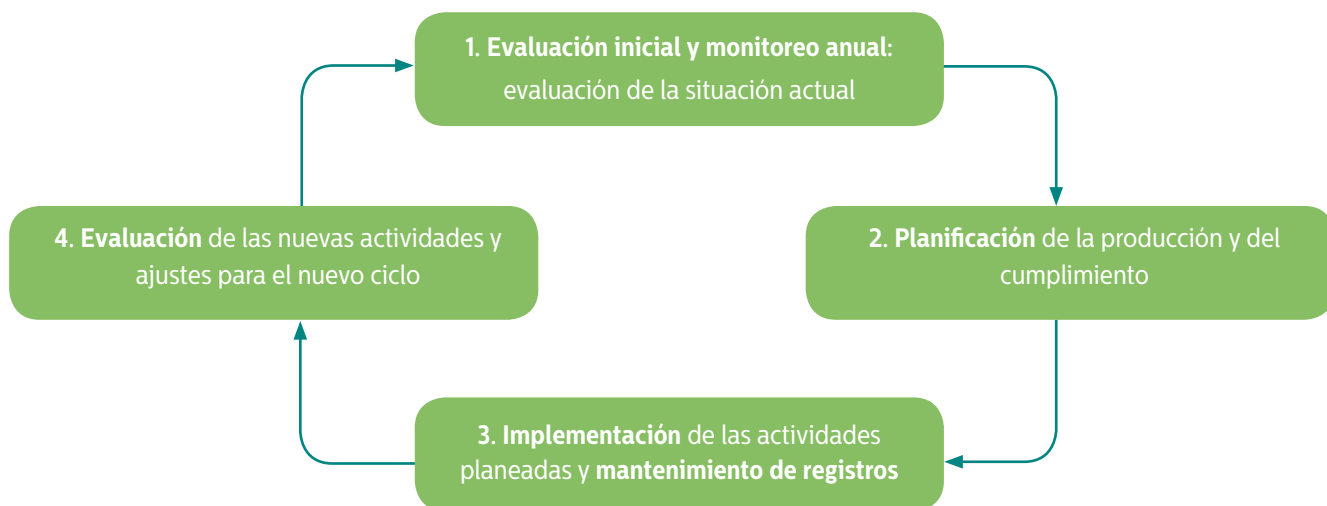 1. Evaluación inicial y monitoreo anual:
evaluación de la situación actual
2. Planificación de la producción y del
cumplimiento
3. Implementación de las actividades
planeadas y mantenimiento de registros
4. Evaluación de las nuevas actividades y
ajustes para el nuevo ciclo